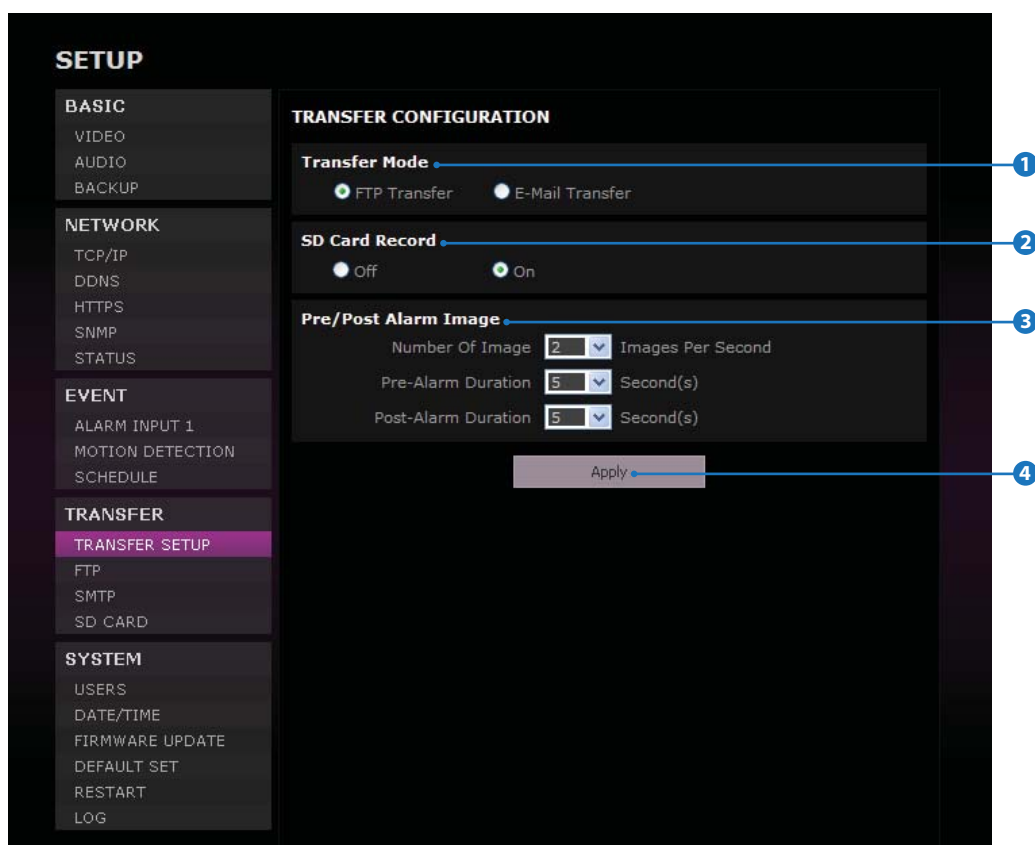 SETUP
BASIC
VIDEO
AUDIO
BACKUP
NETWORK
TCP/IP
DDNS
HTTPS
SNMP
STATUS
EVENT
ALARM INPUT 1
MOTION DETECTION
SCHEDULE
TRANSFER
TRANSFER SETUP
FTP
SMTP
SD CARD
SYSTEM
USERS
DATE/TIME
FIRMWARE UPDATE
DEFAULT SET
RESTART
LOG
TRANSFER CONFIGURATION
Transfer Mode 1
FTP Transfer E-Mail Transfer
SD Card Record 2
Off On
Pre/Post Alarm Image 3
Number Of Image 2 Images Per Second
Pre-Alarm Duration 5 Second(s)
Post-Alarm Duration 5 Second(s)
Apply 4